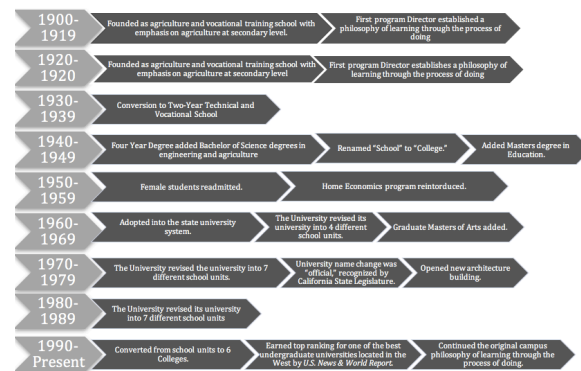 1900-
1919
Founded as agriculture and vocational training school with
emphasis on agriculture at secondary level.
First program Director established a
philosophy of learning through the process of
doing
1920-
1920
Founded as agriculture and vocational training school with
emphasis on agriculture at secondary level
First program Director establishes a philosophy of
learning through the process of doing
1930-
1939
Conversion to Two-Year Technical and
Vocational School
1940-
1949
Four Year Degree added Bachelor of Science degrees in
engineering and agriculture
Renamed "School" to "College."
Added Masters degree in
Education.
1950-
1959
Female students readmitted.
Home Economics program reintorduced.
1960-
1969
Adopted into the state university
system.
The University revised its
university into 4 different
school units.
Graduate Masters of Arts added.
1970-
1979
The University revised the university into 7
different school units.
University name change was
"official," recognized by
California State Legislature.
Opened new architecture
building.
1980-
1989
The University revised its university
into 7 different school units
1990-
Present
Converted from school units to 6
Colleges.
Earned top ranking for one of the best
undergraduate universities located in the
West by U.S. News & World Report.
Continued the original campus
philosophy of learning through the
process of doing.